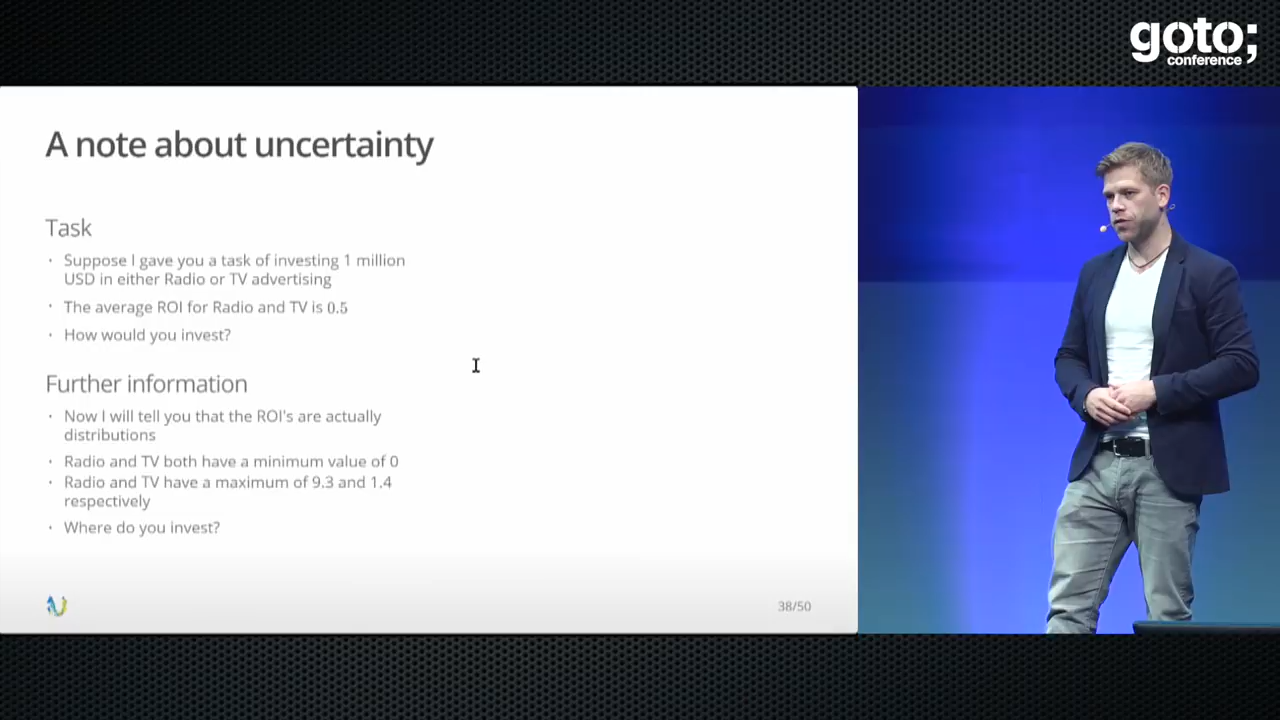 goto;
conference
A note about uncertainty
Task
· Suppose I gave you a task of investing 1 million
USD in either Radio or TV advertising
· The average ROI for Radio and TV is 0.5
· How would you invest?
Further information
· Now I will tell you that the ROI's are actually
distributions
· Radio and TV both have a minimum value of 0
· Radio and TV have a maximum of 9.3 and 1.4
respectively
· Where do you invest?
38/50